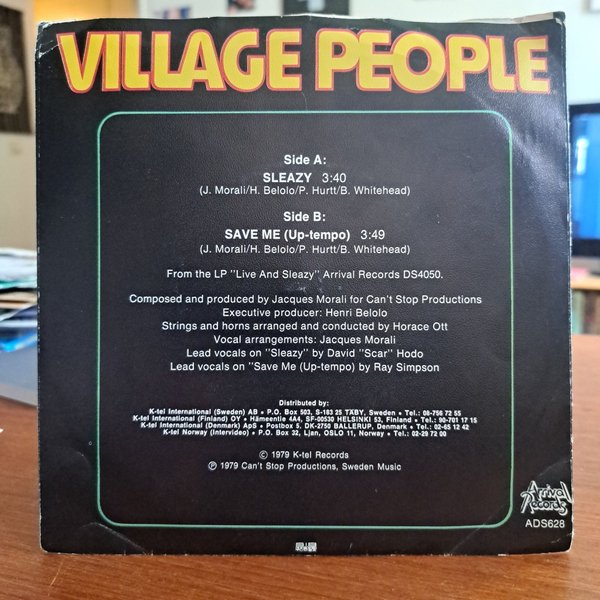 VILLAGE PEOPLE
Side A:
SLEAZY 3:40
(J. Morali/H. Belolo/P. Hurtt/B. Whitehead)
Side B:
SAVE ME (Up-tempo) 3:49
(J. Morali/H. Belolo/P. Hurtt/B. Whitehead)
From the LP "Live And Sleazy" Arrival Records DS4050.
Composed and produced by Jacques Morali for Can't Stop Productions
Executive producer: Henri Belolo
Strings and horns arranged and conducted by Horace Ott
Vocal arrangements: Jacques Morali
Lead vocals on "Sleazy" by David "Scar" Hodo
Lead vocals on "Save Me (Up-tempo) by Ray Simpson
Distributed by:
K-tel International (Sweden) AB • P.O. Box 503, S-183 25 TÄBY, Sweden • Tel.: 08-756 72 55
K-tel International (Finland) OY • Hämeentie 4A4, SF-00530 HELSINKI 53, Finland • Tel.: 90-701 17 15
K-tel International (Denmark) ApS • Postbox 5, DK-2750 BALLERUP, Denmark • Tel.: 02-65 12 42
K-tel Norway (Intervideo) • P.O. Box 32, Ljan, OSLO 11, Norway • Tel.: 02-29 72 00
© 1979 K-tel Records
℗ 1979 Can't Stop Productions, Sweden Music
Arrival
Records
ADS628